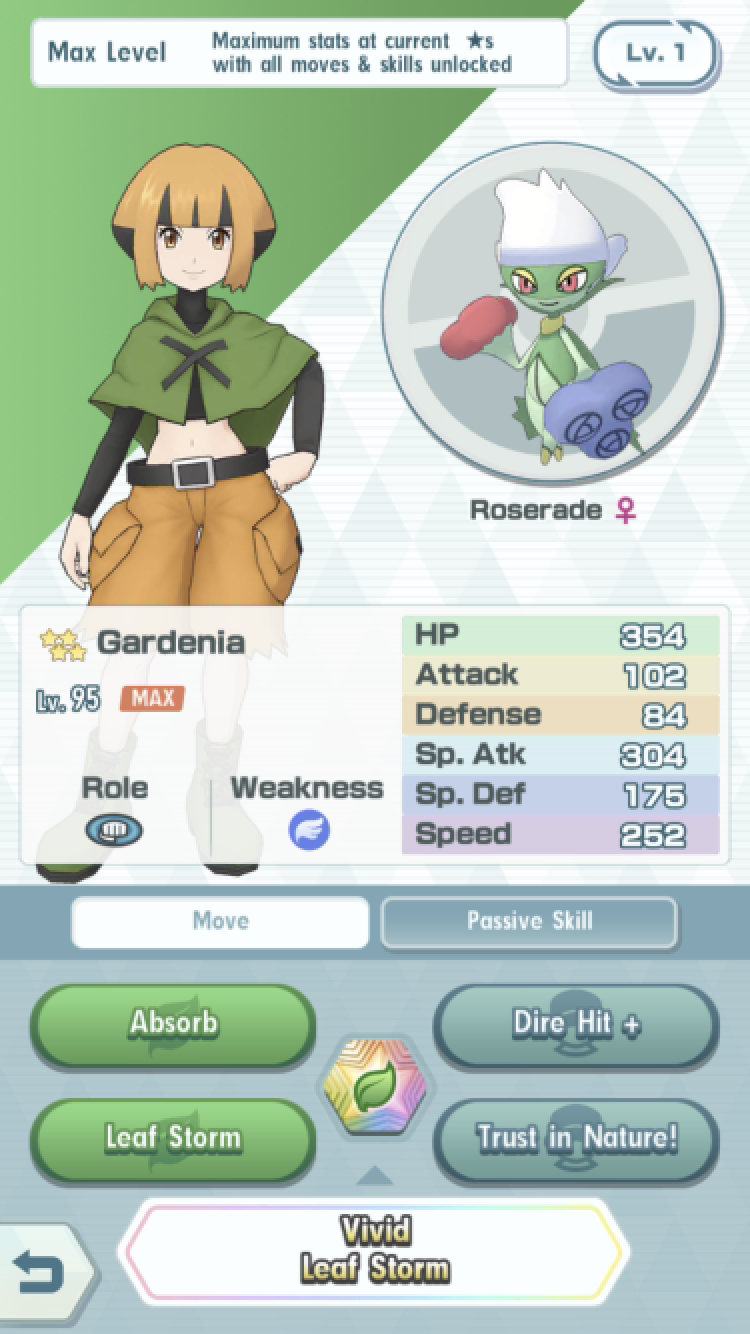 Max Level
Maximum stats at current ★s
with all moves & skills unlocked
Lv. 1
Roserade ♀
Gardenia
Lv. 95 MAX
Role
Weakness
HP 354
Attack 102
Defense 84
Sp. Atk 304
Sp. Def 175
Speed 252
Move
Passive Skill
Absorb
Dire Hit +
Leaf Storm
Trust in Nature!
Vivid
Leaf Storm